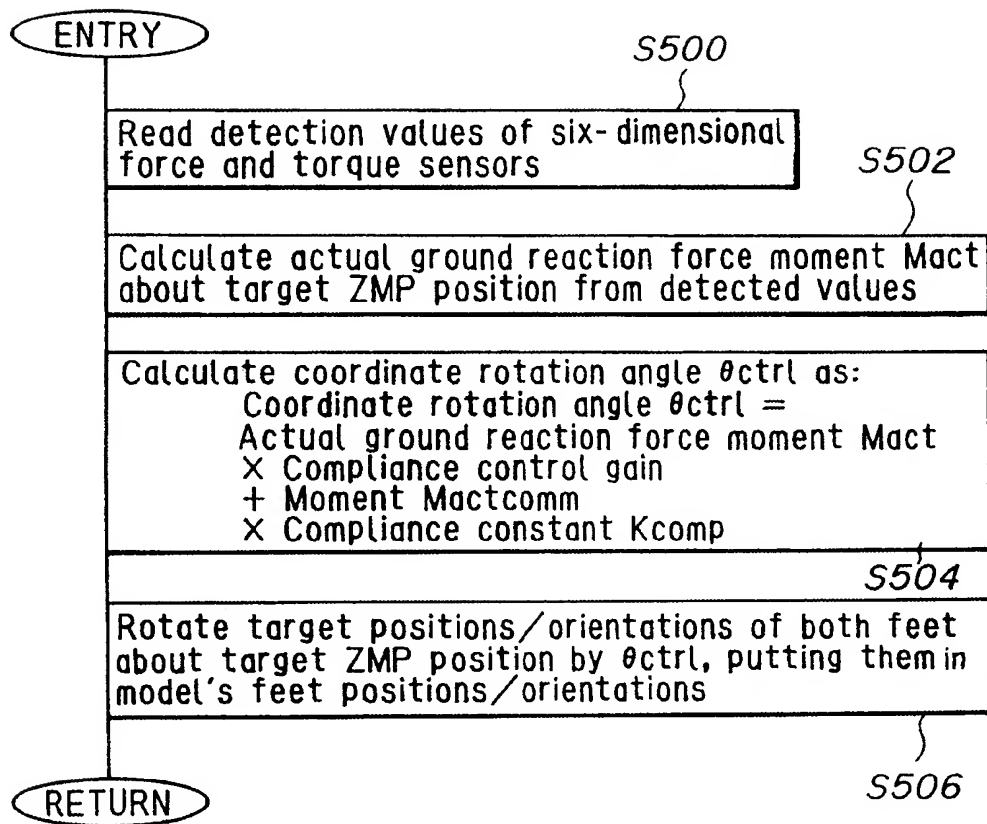 ENTRY
S500
Read detection values of six-dimensional
force and torque sensors
S502
Calculate actual ground reaction force moment Mact
about target ZMP position from detected values
Calculate coordinate rotation angle θctrl as:
Coordinate rotation angle θctrl =
Actual ground reaction force moment Mact
× Compliance control gain
+ Moment Mactcomm
× Compliance constant Kcomp
S504
Rotate target positions/orientations of both feet
about target ZMP position by θctrl, putting them in
model's feet positions/orientations
S506
RETURN